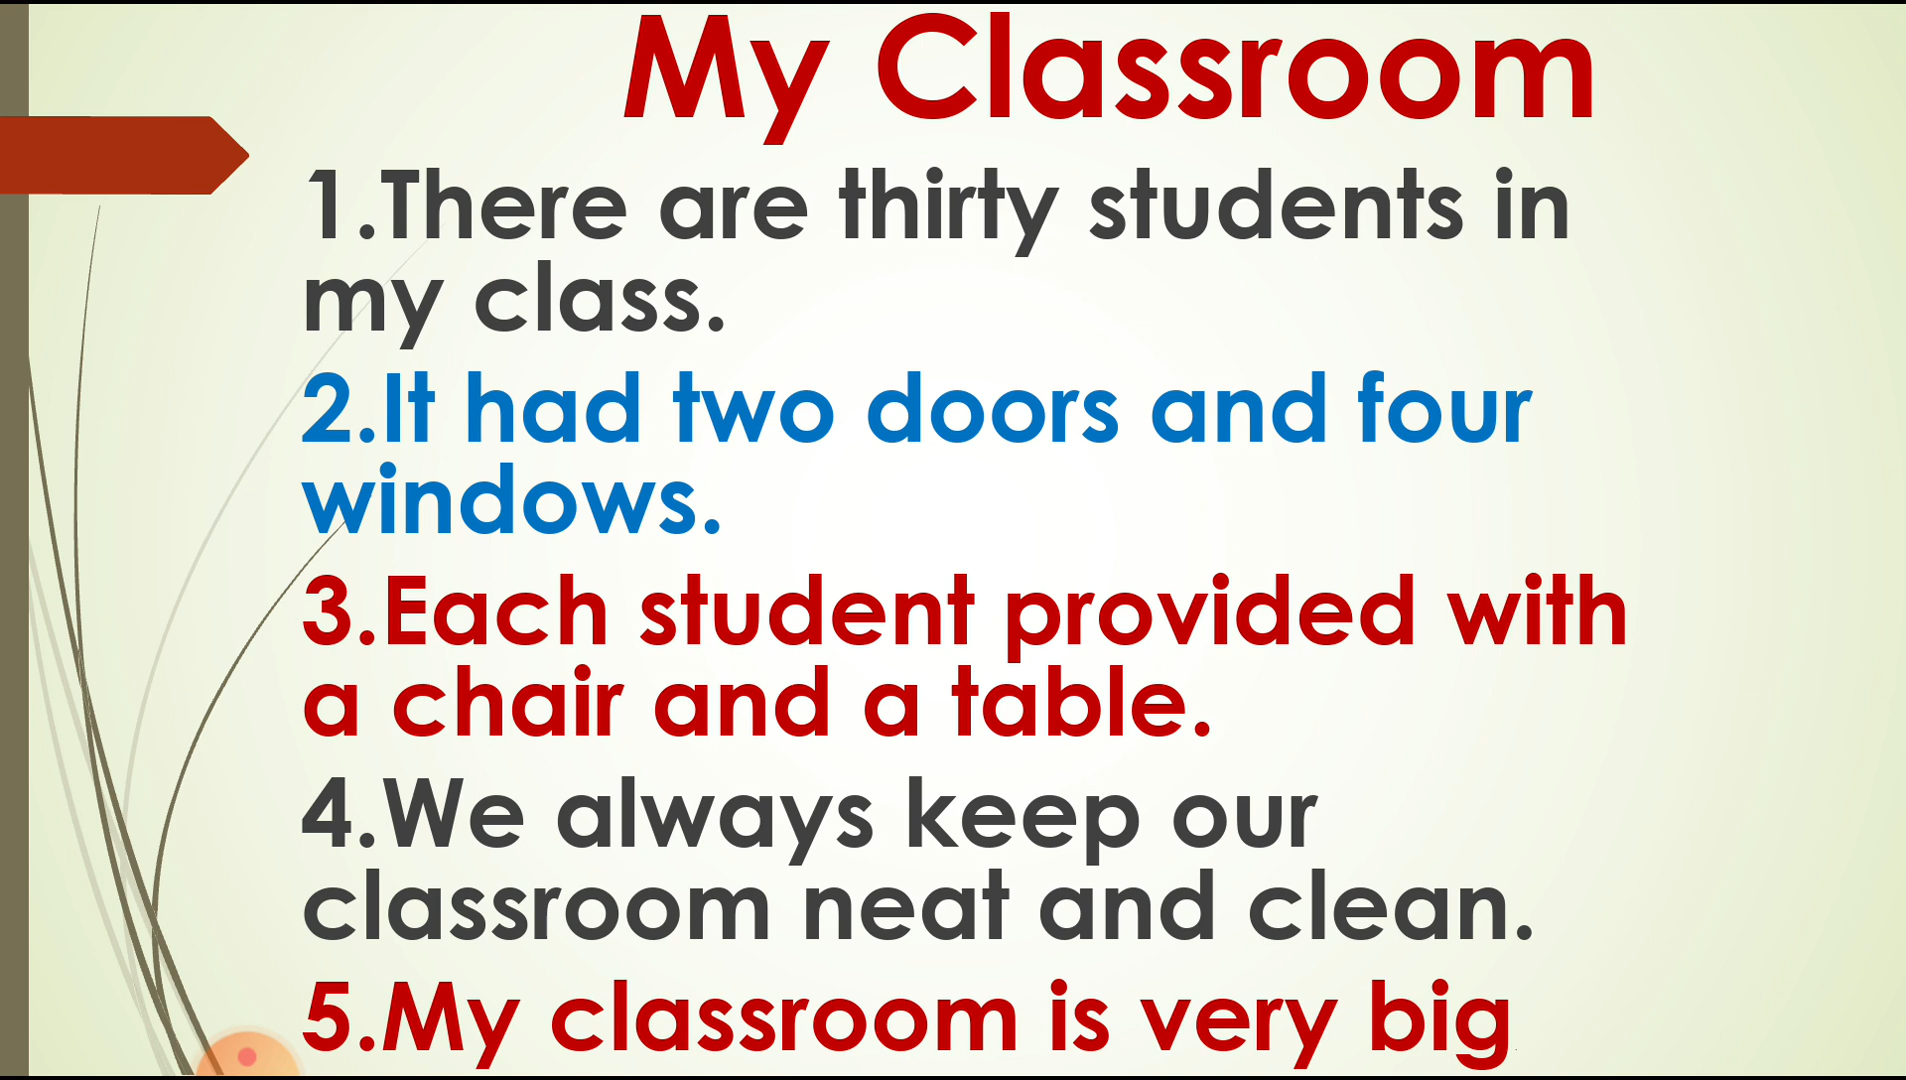 My Classroom
1.There are thirty students in
my class.
2.It had two doors and four
windows.
3.Each student provided with
a chair and a table.
4.We always keep our
classroom neat and clean.
5.My classroom is very big